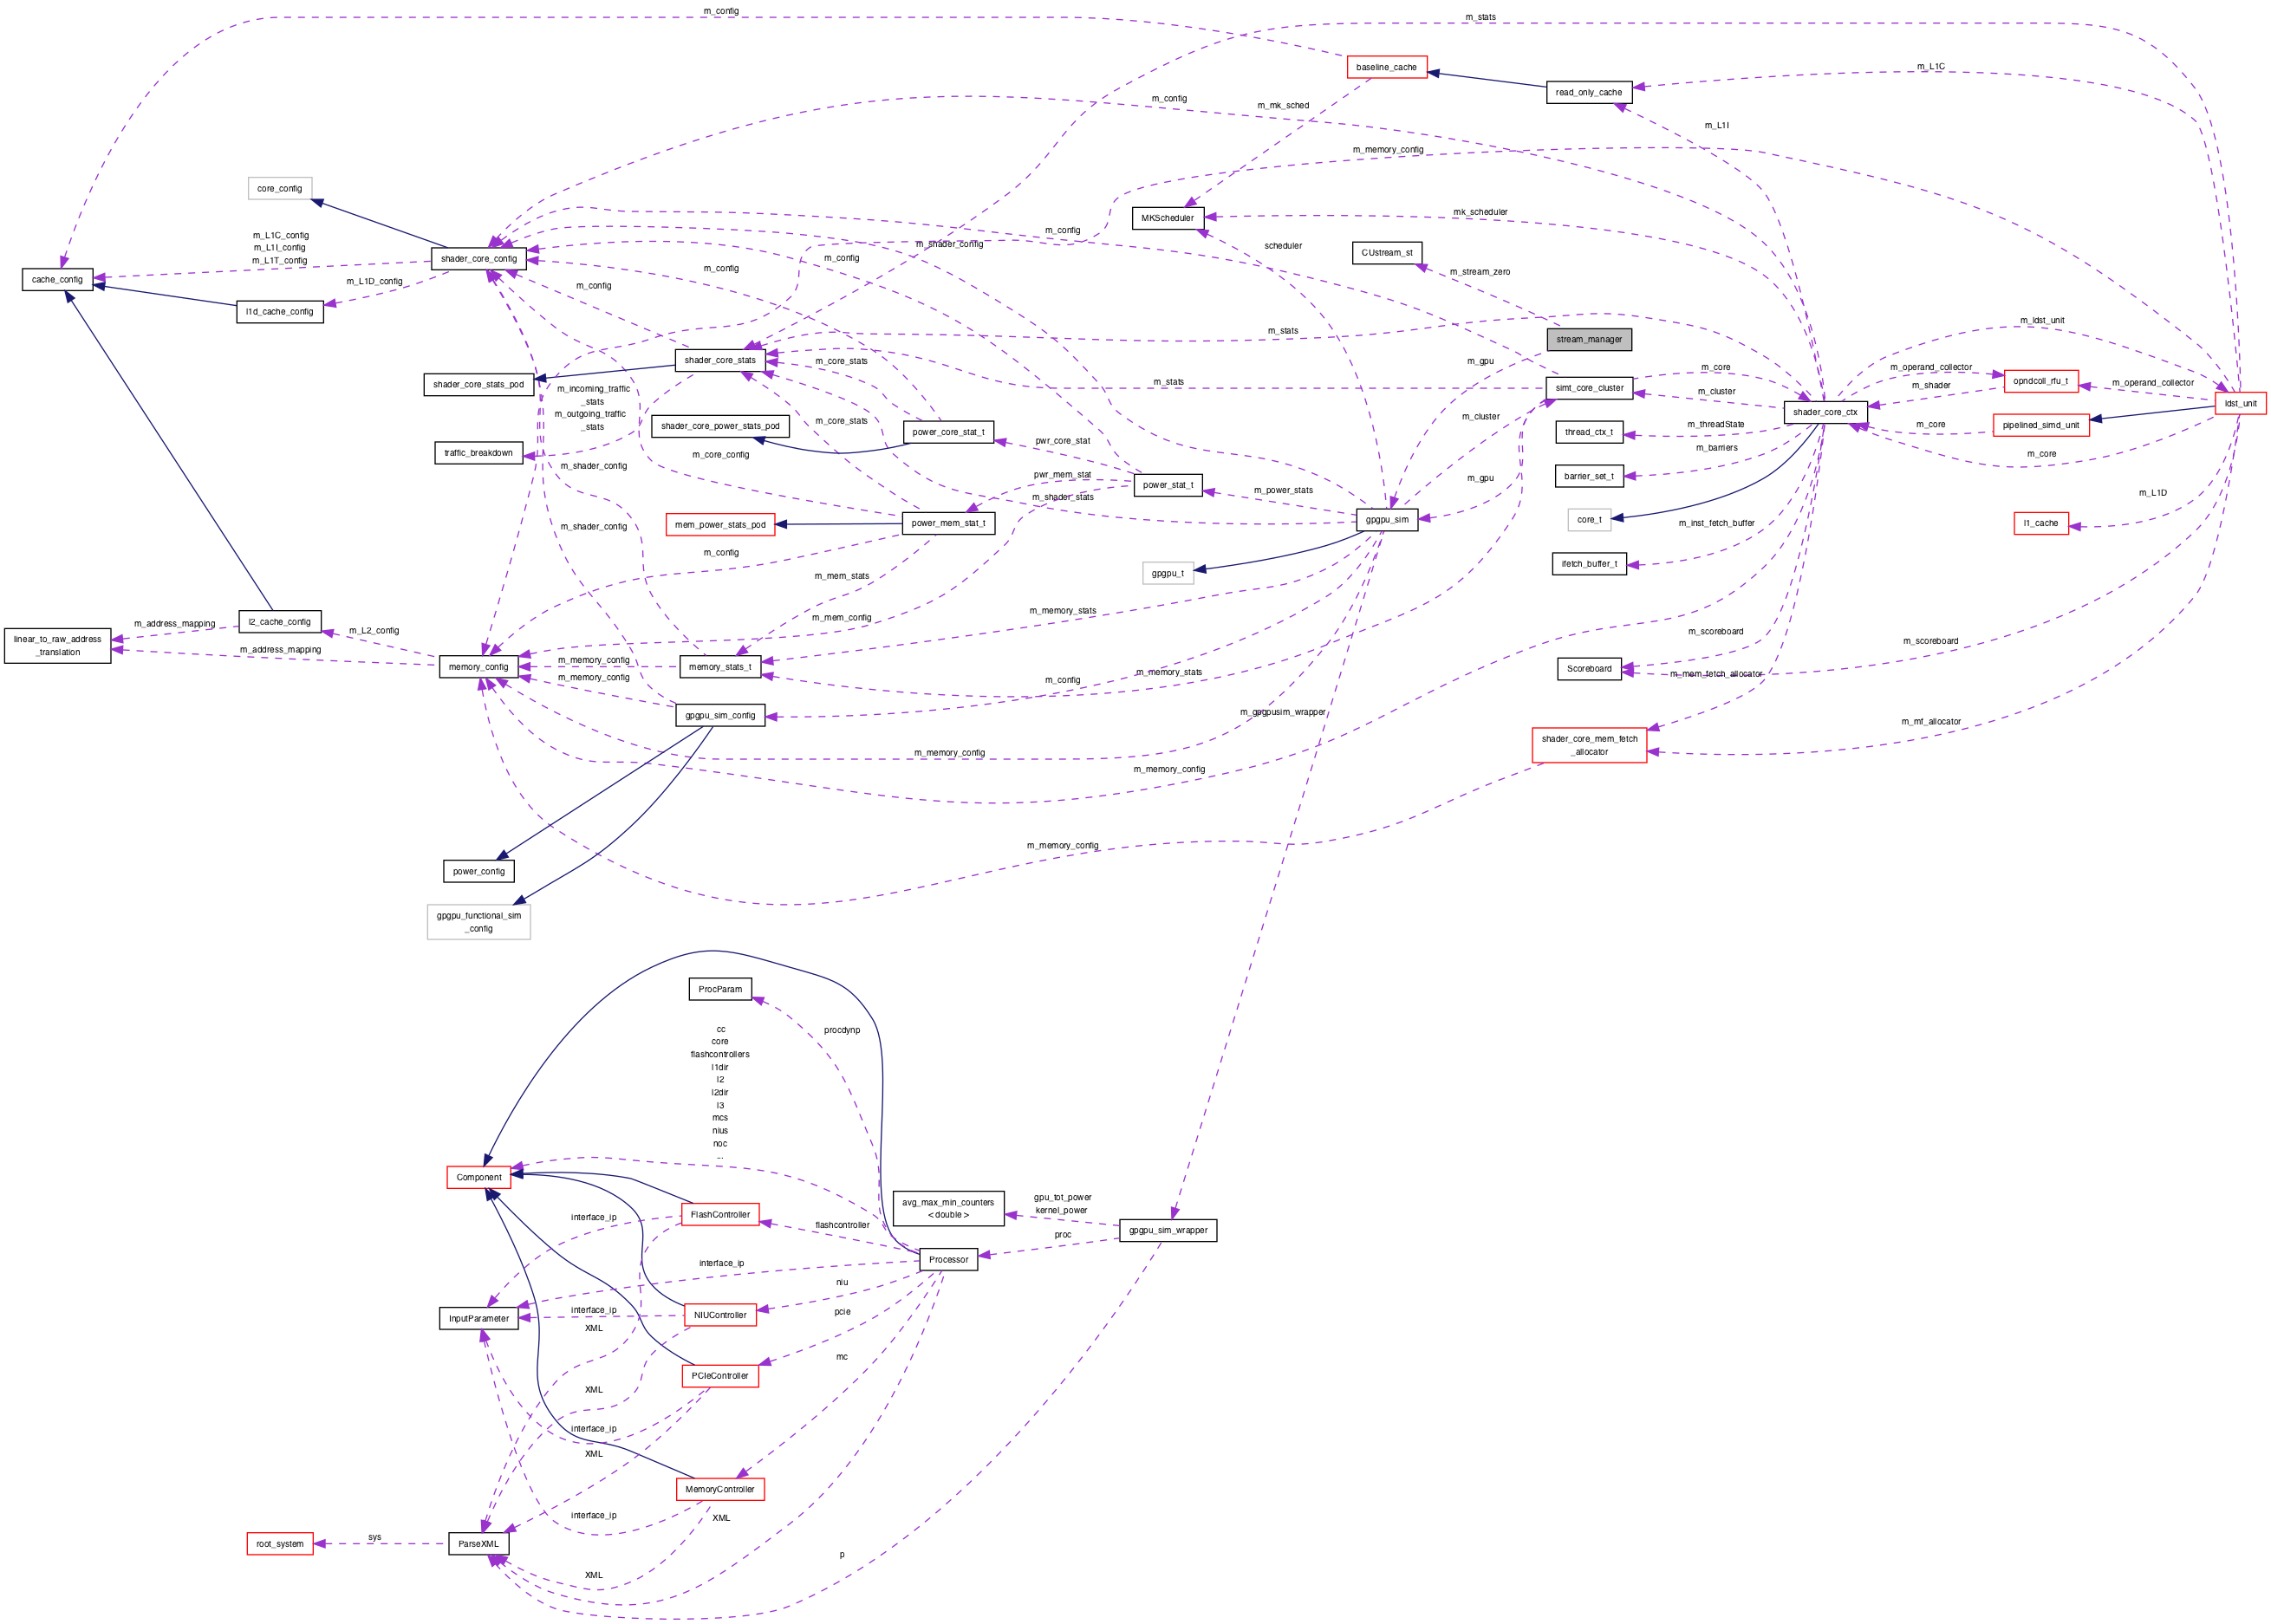 m_config
m_stats
baseline_cache
m_L1C
read_only_cache
m_config
m_mk_sched
m_L1I
m_memory_config
core_config
MKScheduler
mk_scheduler
m_L1C_config
m_L1I_config
m_L1T_config
shader_core_config
m_shader_config
m_config
scheduler
CUstream_st
cache_config
m_config
m_config
m_stream_zero
m_L1D_config
m_config
l1d_cache_config
m_ldst_unit
m_stats
stream_manager
shader_core_stats
m_core_stats
m_gpu
m_core
m_operand_collector
shader_core_stats_pod
m_incoming_traffic
_stats
m_outgoing_traffic
_stats
m_stats
simt_core_cluster
m_cluster
m_shader
opndcoll_rfu_t
m_operand_collector
ldst_unit
shader_core_ctx
m_core_stats
shader_core_power_stats_pod
power_core_stat_t
m_cluster
thread_ctx_t
m_threadState
m_core
pipelined_simd_unit
traffic_breakdown
m_core_config
pwr_core_stat
m_barriers
m_core
m_shader_config
pwr_mem_stat
power_stat_t
m_gpu
barrier_set_t
m_power_stats
m_shader_stats
m_L1D
mem_power_stats_pod
power_mem_stat_t
gpgpu_sim
core_t
m_inst_fetch_buffer
l1_cache
m_shader_config
m_config
gpgpu_t
ifetch_buffer_t
m_mem_stats
m_memory_stats
l2_cache_config
m_address_mapping
m_L2_config
m_mem_config
m_scoreboard
m_scoreboard
linear_to_raw_address
_translation
m_address_mapping
memory_config
m_memory_config
memory_stats_t
m_memory_config
m_config
m_memory_stats
Scoreboard
m_mem_fetch_allocator
gpgpu_sim_config
m_gpgpusim_wrapper
m_mf_allocator
shader_core_mem_fetch
_allocator
m_memory_config
m_memory_config
m_memory_config
power_config
gpgpu_functional_sim
_config
ProcParam
procdynp
cc
core
flashcontrollers
l1dir
l2
l2dir
l3
mcs
nius
noc
...
Component
avg_max_min_counters
< double >
gpu_tot_power
kernel_power
FlashController
interface_ip
flashcontroller
gpgpu_sim_wrapper
proc
Processor
interface_ip
niu
InputParameter
interface_ip
NIUController
pcie
XML
mc
PCIeController
XML
interface_ip
XML
MemoryController
interface_ip
XML
root_system
sys
ParseXML
p
XML